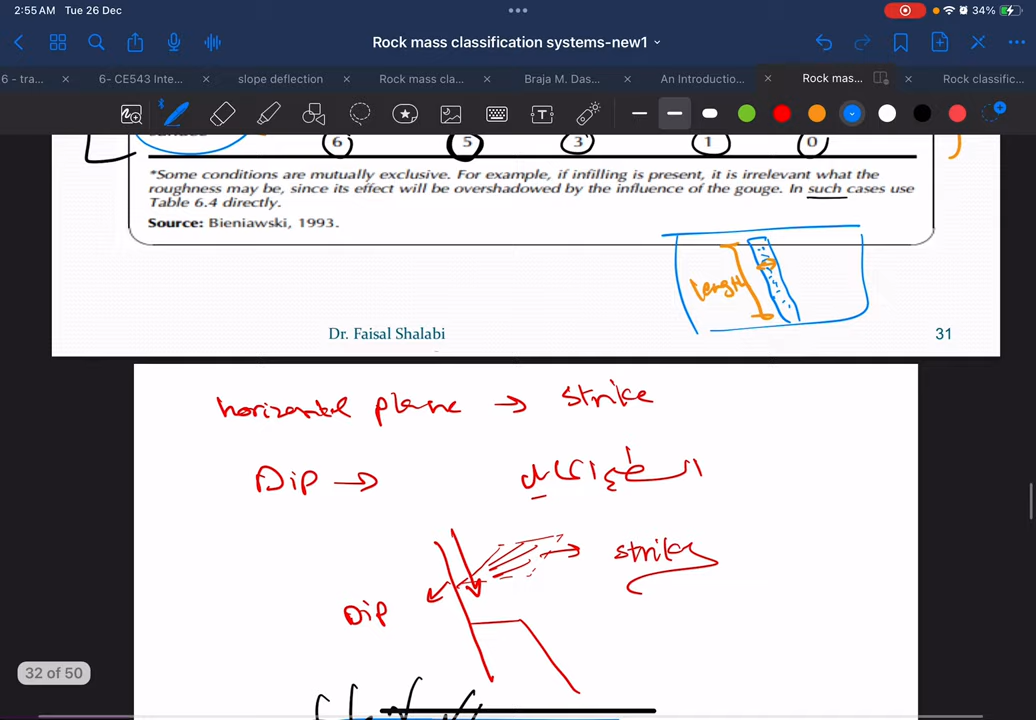 2:55 AM Tue 26 Dec
34%
Rock mass classification systems-new1
6 - tra...
6- CE543 Inte...
slope deflection
Rock mass cla...
Braja M. Das...
An Introductio...
Rock mas...
Rock classific...
6 5 3 1 0
*Some conditions are mutually exclusive. For example, if infilling is present, it is irrelevant what the
roughness may be, since its effect will be overshadowed by the influence of the gouge. In such cases use
Table 6.4 directly.
Source: Bieniawski, 1993.
length
Dr. Faisal Shalabi
31
horizontal plane → strike
Dip →
strike
Dip
32 of 50